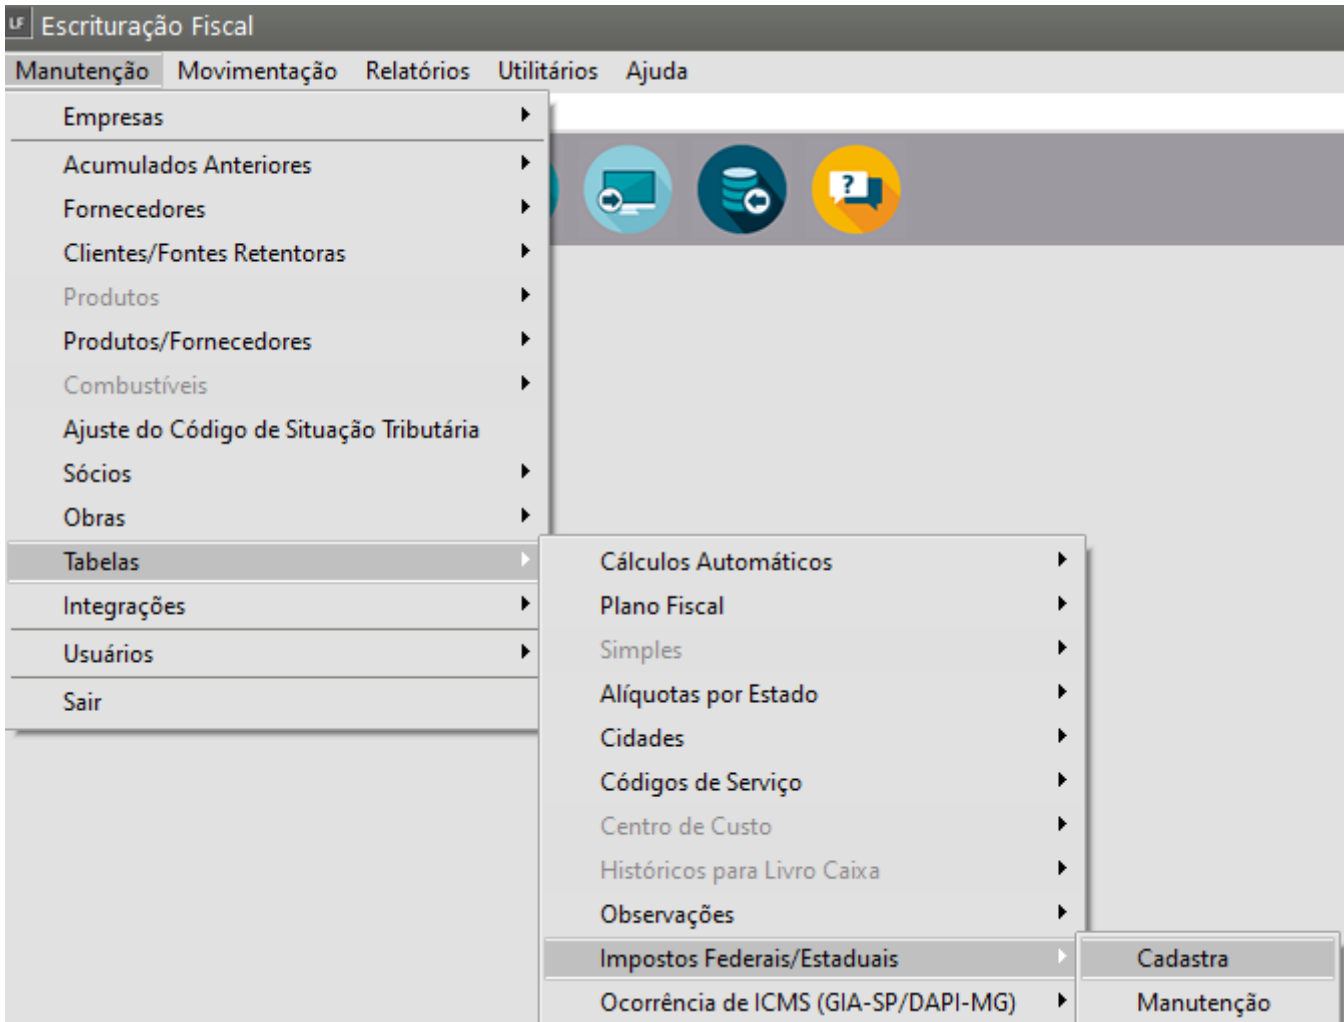 LF Escrituração Fiscal
Manutenção Movimentação Relatórios Utilitários Ajuda
Empresas
Acumulados Anteriores
Fornecedores
Clientes/Fontes Retentoras
Produtos
Produtos/Fornecedores
Combustíveis
Ajuste do Código de Situação Tributária
Sócios
Obras
Tabelas
Integrações
Usuários
Sair
Cálculos Automáticos
Plano Fiscal
Simples
Alíquotas por Estado
Cidades
Códigos de Serviço
Centro de Custo
Históricos para Livro Caixa
Observações
Impostos Federais/Estaduais
Ocorrência de ICMS (GIA-SP/DAPI-MG)
Cadastra
Manutenção